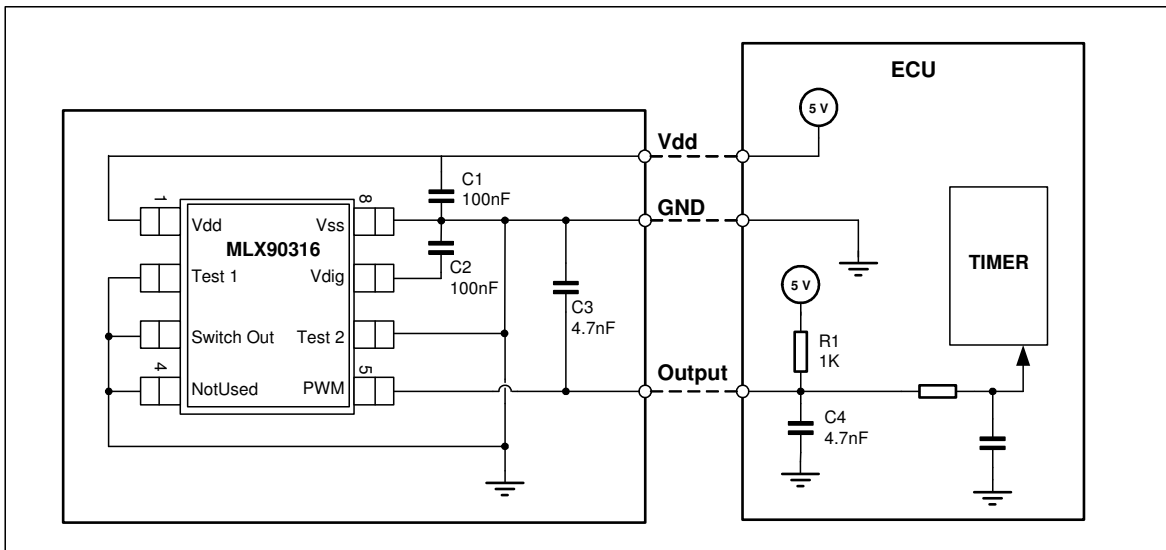 ECU
5 V
Vdd
C1
100nF
1
8
Vdd
Vss
GND
MLX90316
C2
100nF
Test 1
Vdig
TIMER
5 V
C3
4.7nF
Switch Out
Test 2
R1
1K
4
5
NotUsed
PWM
Output
C4
4.7nF